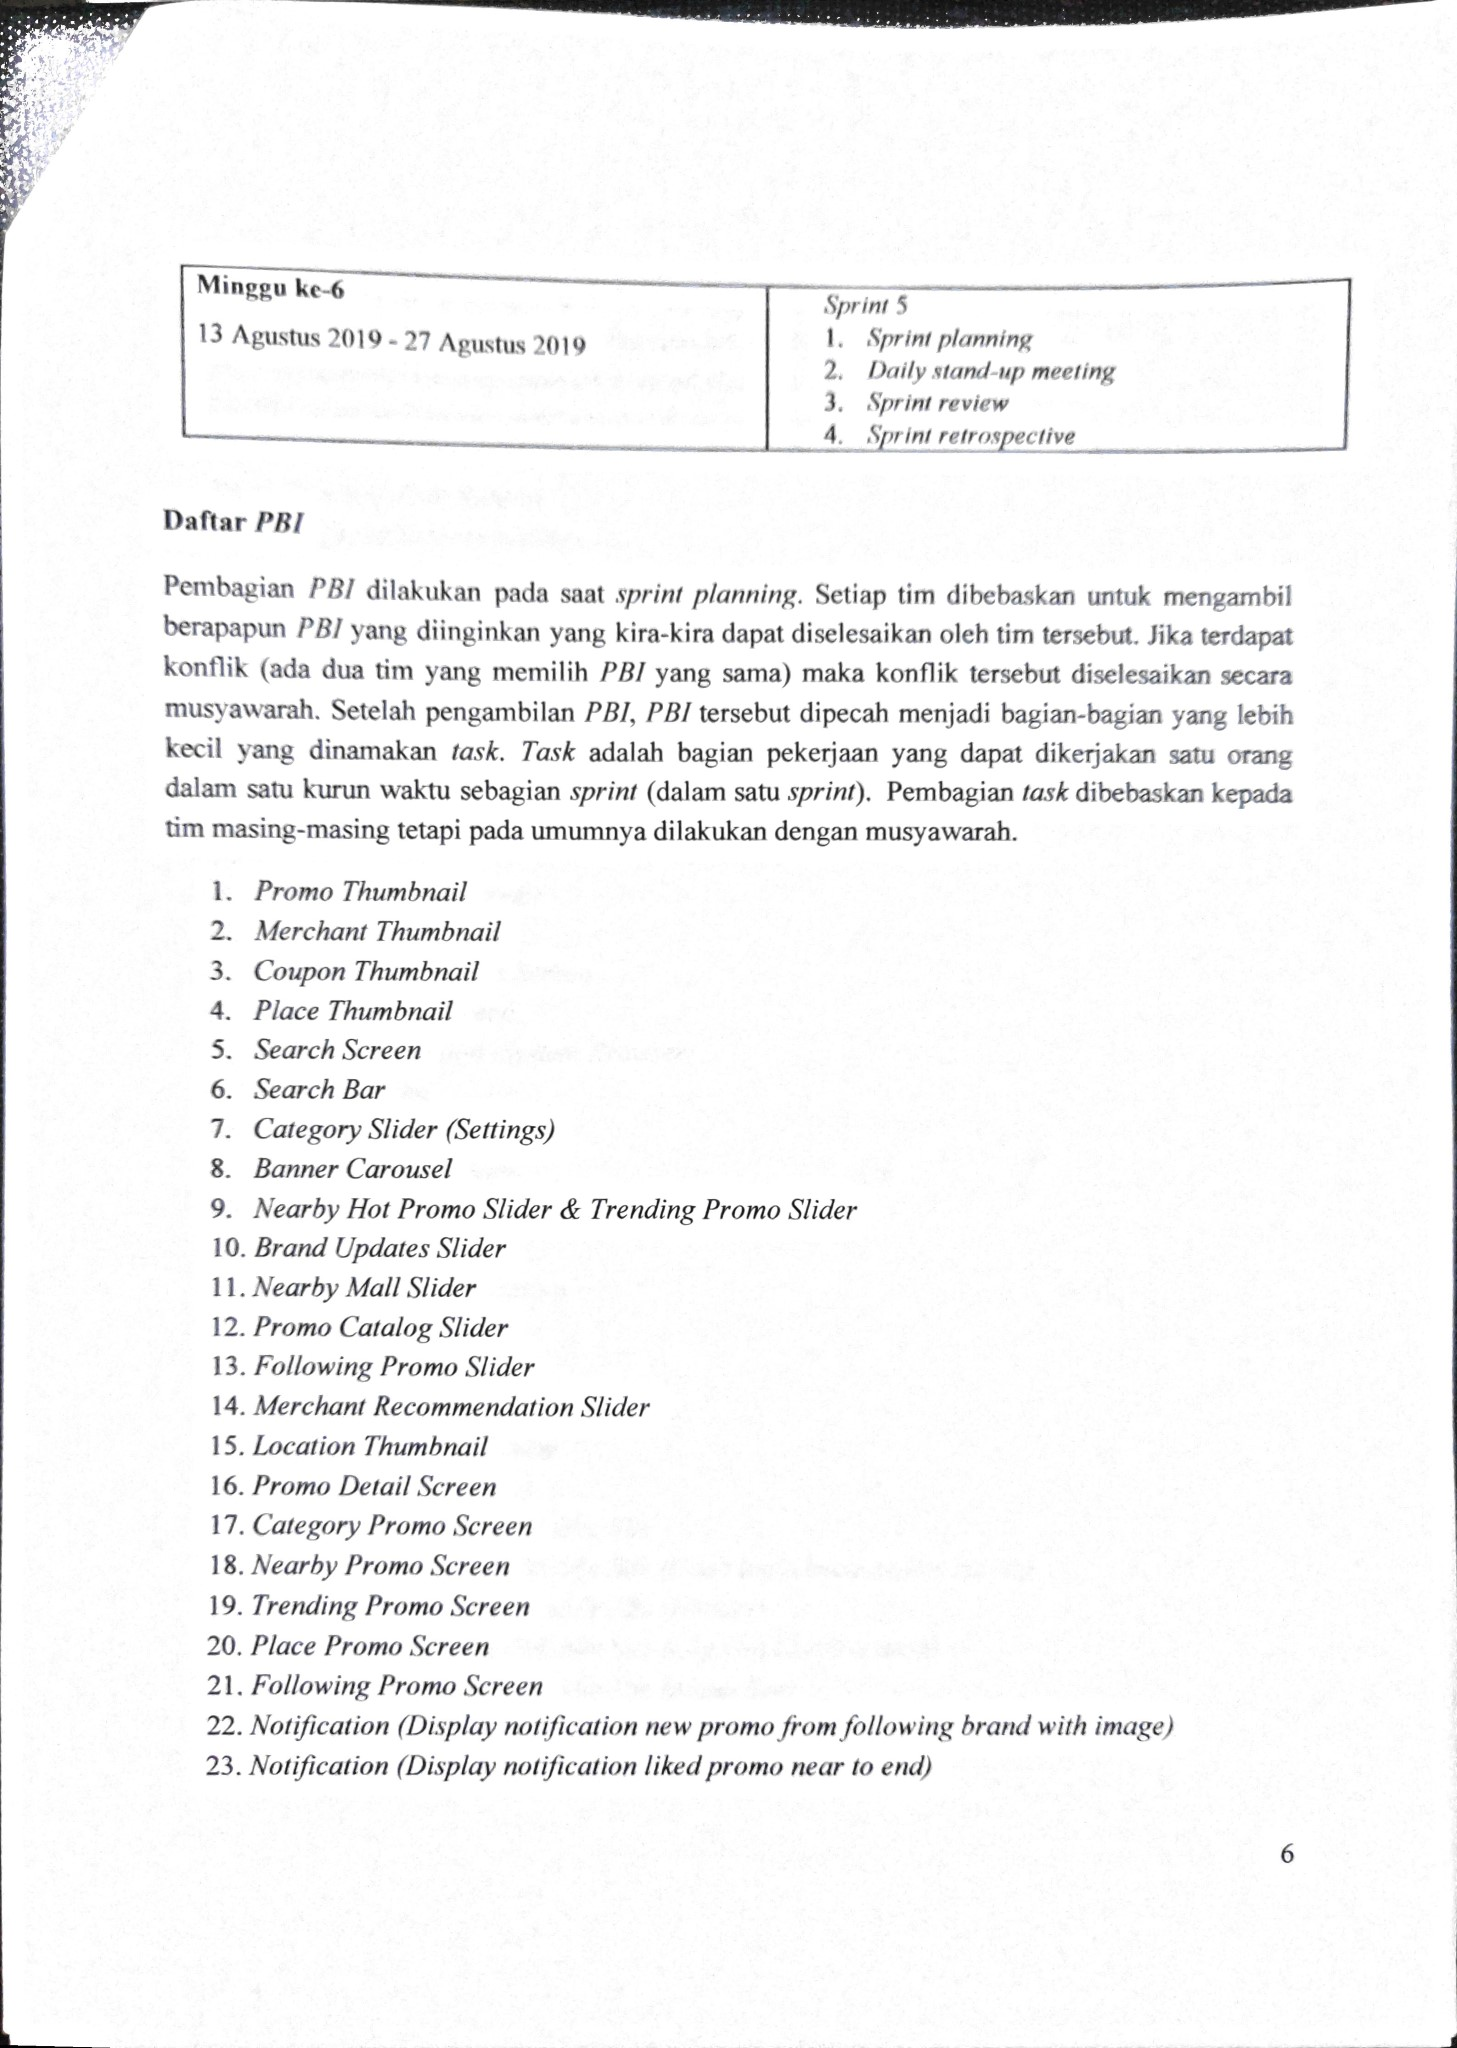 Minggu ke-6
13 Agustus 2019 - 27 Agustus 2019
Sprint 5
1. Sprint planning
2. Daily stand-up meeting
3. Sprint review
4. Sprint retrospective
Daftar PBI
Pembagian PBI dilakukan pada saat sprint planning. Setiap tim dibebaskan untuk mengambil
berapapun PBI yang diinginkan yang kira-kira dapat diselesaikan oleh tim tersebut. Jika terdapat
konflik (ada dua tim yang memilih PBI yang sama) maka konflik tersebut diselesaikan secara
musyawarah. Setelah pengambilan PBI, PBI tersebut dipecah menjadi bagian-bagian yang lebih
kecil yang dinamakan task. Task adalah bagian pekerjaan yang dapat dikerjakan satu orang
dalam satu kurun waktu sebagian sprint (dalam satu sprint). Pembagian task dibebaskan kepada
tim masing-masing tetapi pada umumnya dilakukan dengan musyawarah.
1. Promo Thumbnail
2. Merchant Thumbnail
3. Coupon Thumbnail
4. Place Thumbnail
5. Search Screen
6. Search Bar
7. Category Slider (Settings)
8. Banner Carousel
9. Nearby Hot Promo Slider & Trending Promo Slider
10. Brand Updates Slider
11. Nearby Mall Slider
12. Promo Catalog Slider
13. Following Promo Slider
14. Merchant Recommendation Slider
15. Location Thumbnail
16. Promo Detail Screen
17. Category Promo Screen
18. Nearby Promo Screen
19. Trending Promo Screen
20. Place Promo Screen
21. Following Promo Screen
22. Notification (Display notification new promo from following brand with image)
23. Notification (Display notification liked promo near to end)
6